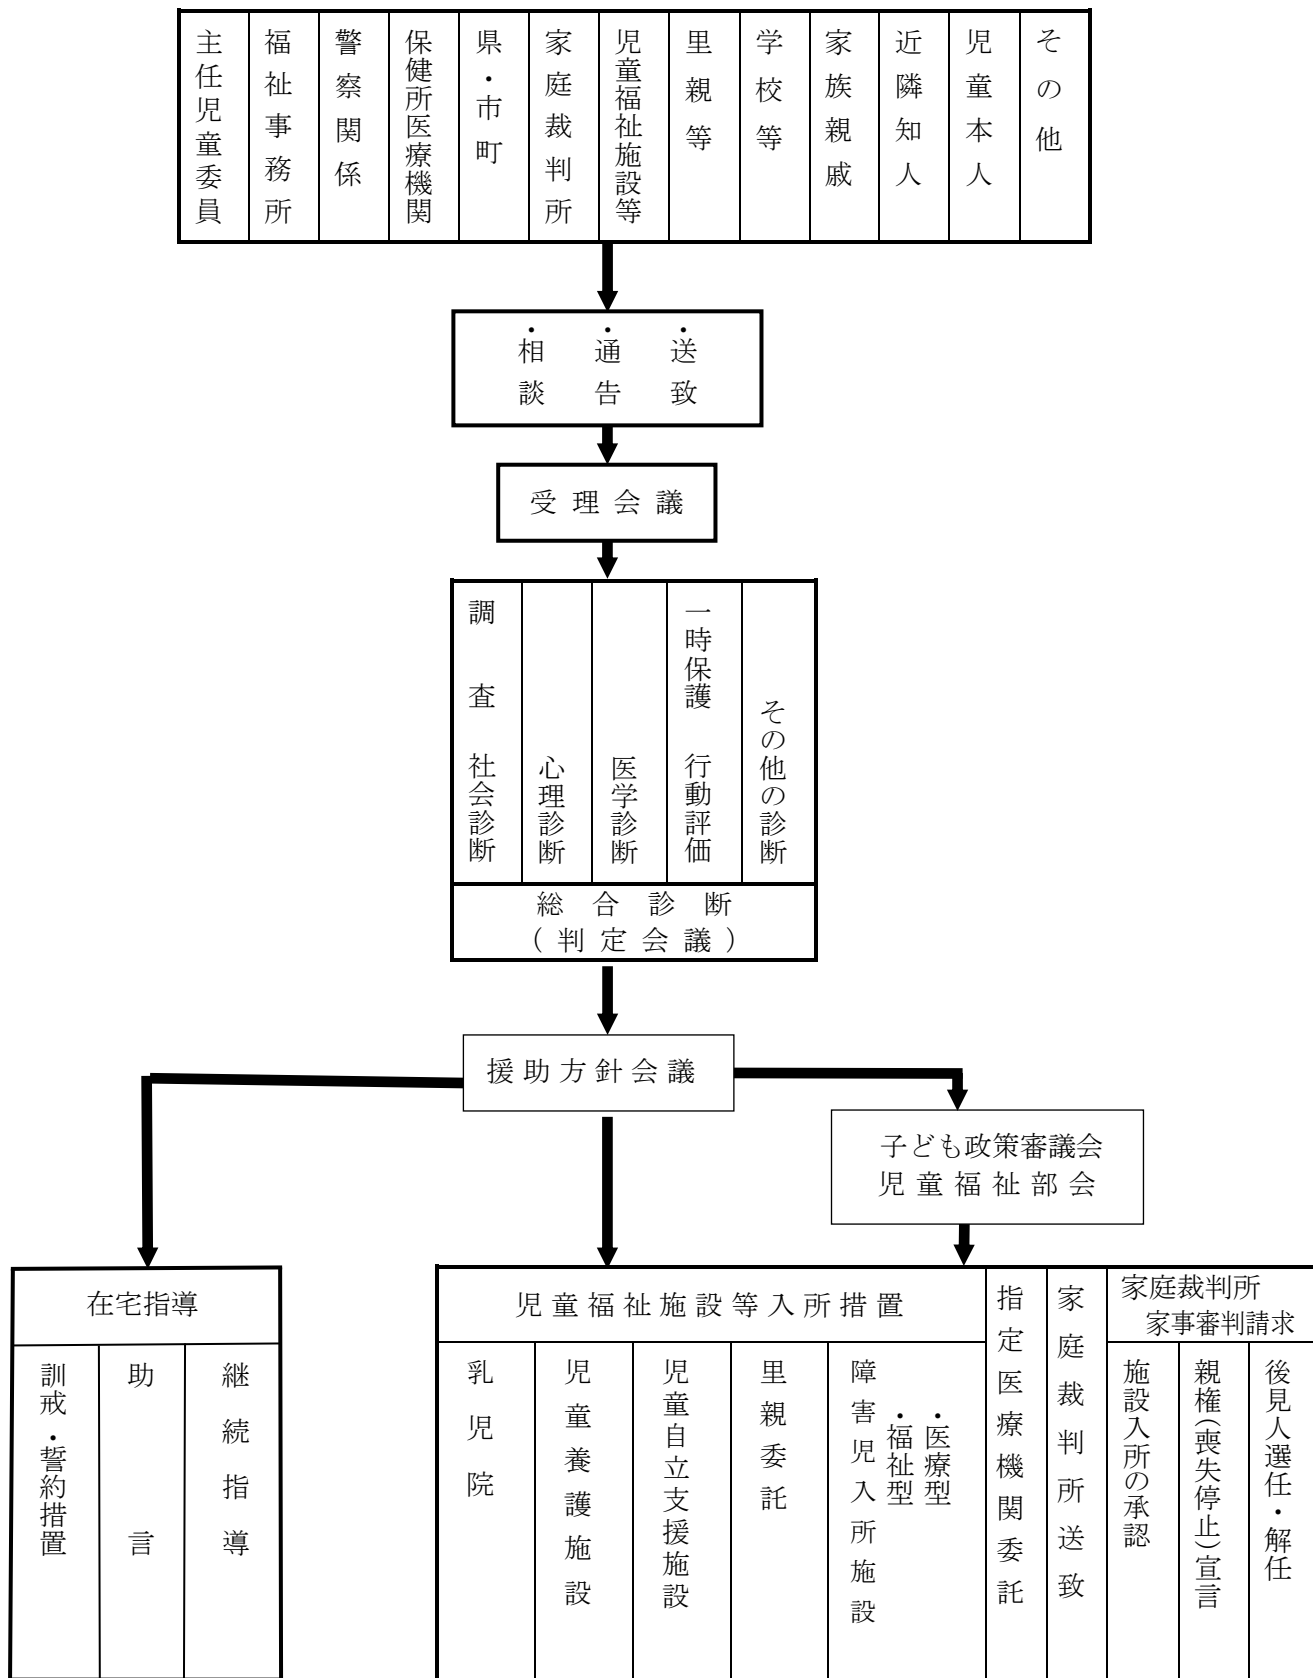 主任児童委員
福祉事務所
警察関係
保健所医療機関
県・市町
家庭裁判所
児童福祉施設等
里親等
学校等
家族親戚
近隣知人
児童本人
その他
・相談
・通告
・送致
受理会議
調査 社会診断
心理診断
医学診断
一時保護 行動評価
その他の診断
総合診断
(判定会議)
援助方針会議
子ども政策審議会
児童福祉部会
在宅指導
訓戒・誓約措置
助言
継続指導
児童福祉施設等入所措置
乳児院
児童養護施設
児童自立支援施設
里親委託
障害児入所施設
・福祉型
・医療型
指定医療機関委託
家庭裁判所送致
家庭裁判所
家事審判請求
施設入所の承認
親権(喪失停止)宣言
後見人選任・解任